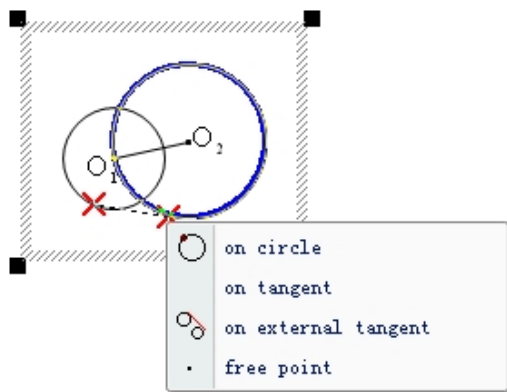 O₂
O₁
on circle
on tangent
on external tangent
free point